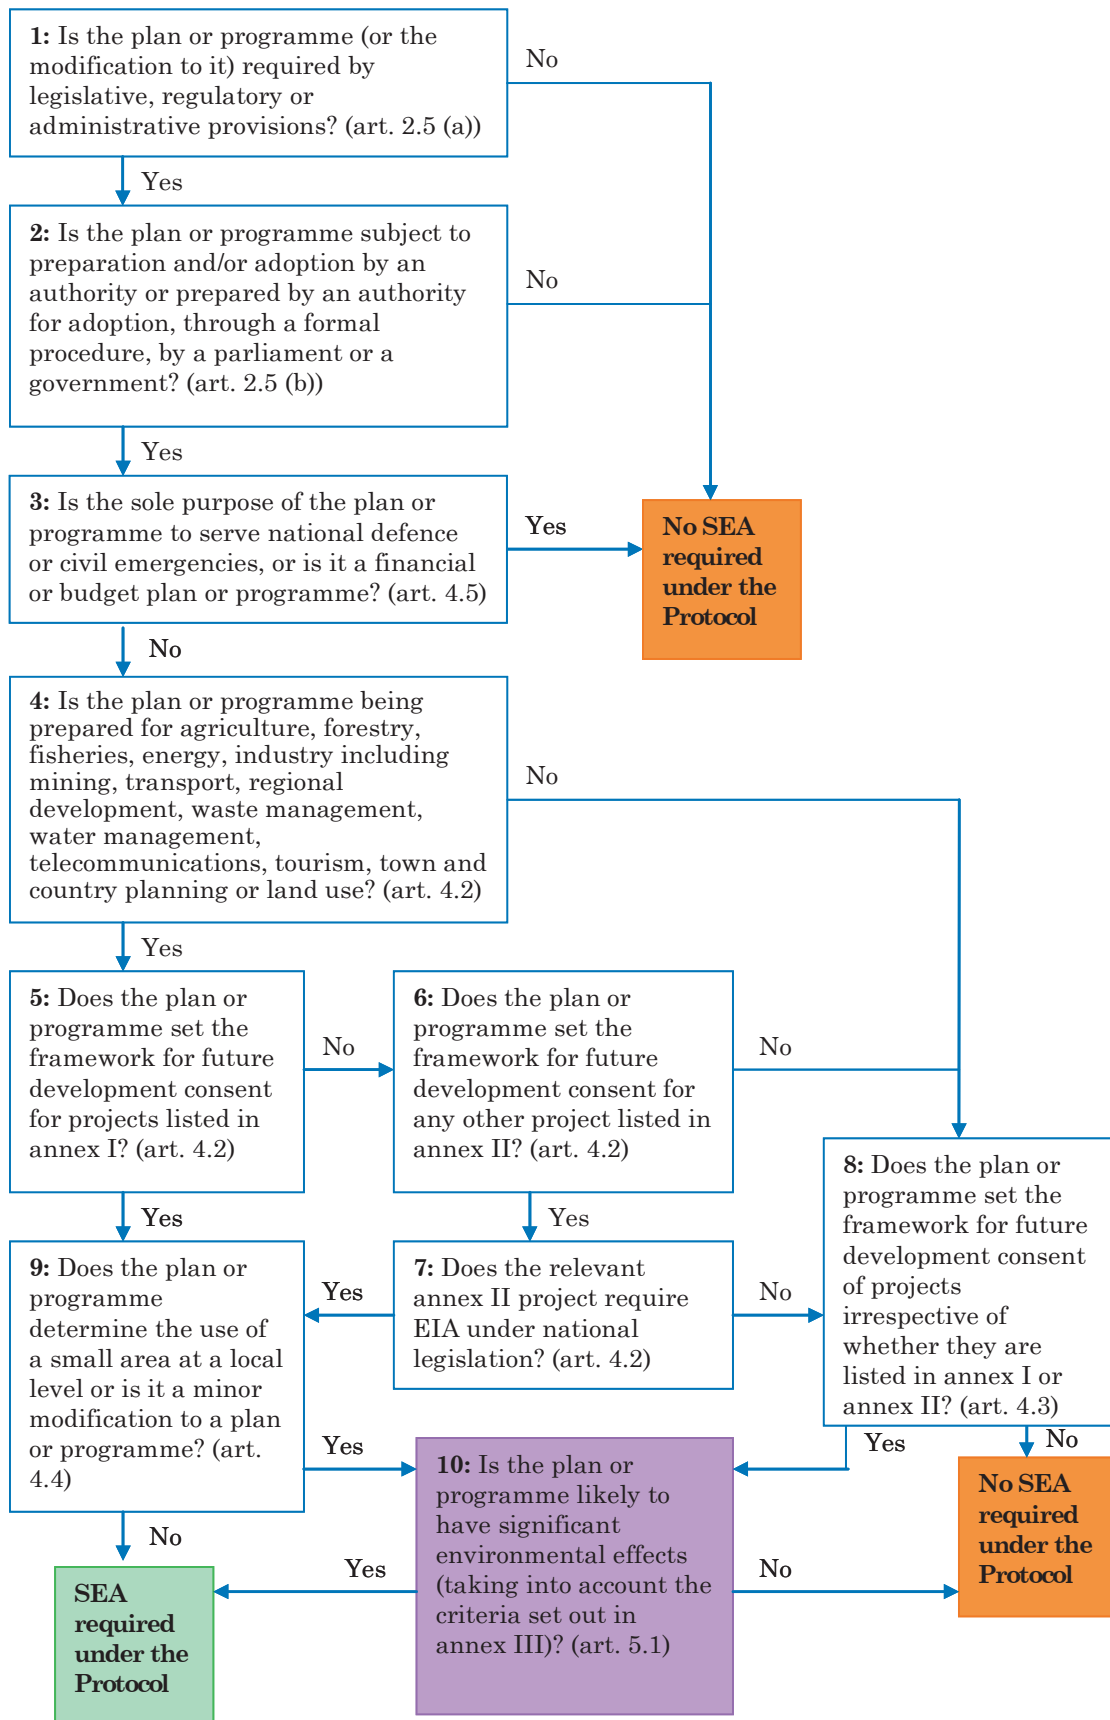 1: Is the plan or programme (or the
modification to it) required by
legislative, regulatory or
administrative provisions? (art. 2.5 (a))
No
Yes
2: Is the plan or programme subject to
preparation and/or adoption by an
authority or prepared by an authority
for adoption, through a formal
procedure, by a parliament or a
government? (art. 2.5 (b))
No
Yes
3: Is the sole purpose of the plan or
programme to serve national defence
or civil emergencies, or is it a financial
or budget plan or programme? (art. 4.5)
Yes
No SEA
required
under the
Protocol
No
4: Is the plan or programme being
prepared for agriculture, forestry,
fisheries, energy, industry including
mining, transport, regional
development, waste management,
water management,
telecommunications, tourism, town and
country planning or land use? (art. 4.2)
No
Yes
5: Does the plan or
programme set the
framework for future
development consent
for projects listed in
annex I? (art. 4.2)
No
6: Does the plan or
programme set the
framework for future
development consent for
any other project listed in
annex II? (art. 4.2)
No
Yes
Yes
8: Does the plan or
programme set the
framework for future
development consent
of projects
irrespective of
whether they are
listed in annex I or
annex II? (art. 4.3)
9: Does the plan or
programme
determine the use of
a small area at a local
level or is it a minor
modification to a plan
or programme? (art.
4.4)
Yes
7: Does the relevant
annex II project require
EIA under national
legislation? (art. 4.2)
No
Yes
Yes
No
10: Is the plan or
programme likely to
have significant
environmental effects
(taking into account the
criteria set out in
annex III)? (art. 5.1)
No SEA
required
under the
Protocol
No
Yes
No
SEA
required
under the
Protocol